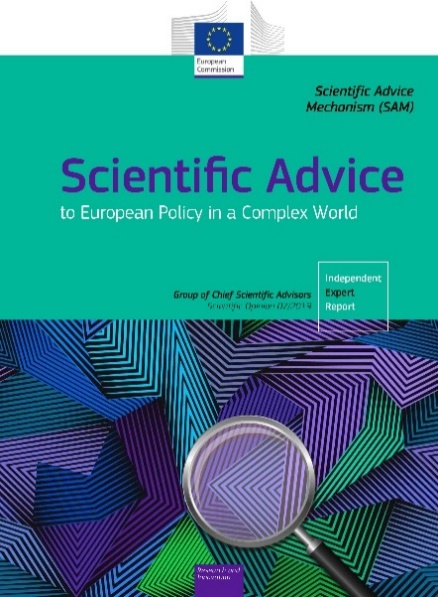 European
Commission
Scientific Advice
Mechanism (SAM)
Scientific Advice
to European Policy in a Complex World
Independent
Expert
Report
Group of Chief Scientific Advisors
Scientific Opinion 07/2019
Research and
Innovation